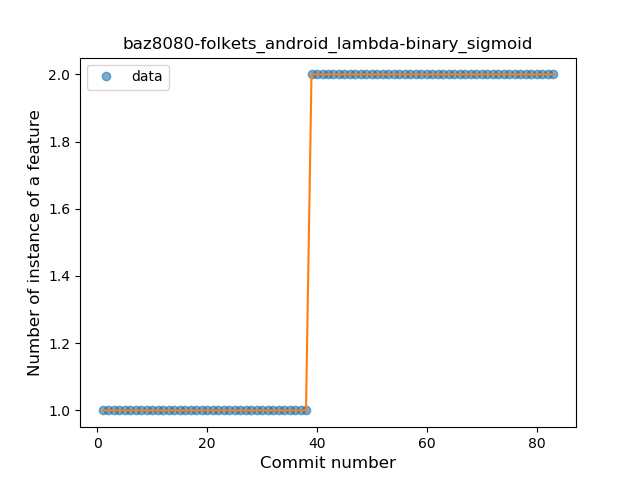 baz8080-folkets_android_lambda-binary_sigmoid
data
Number of instance of a feature
2.0
1.8
1.6
1.4
1.2
1.0
0 20 40 60 80
Commit number